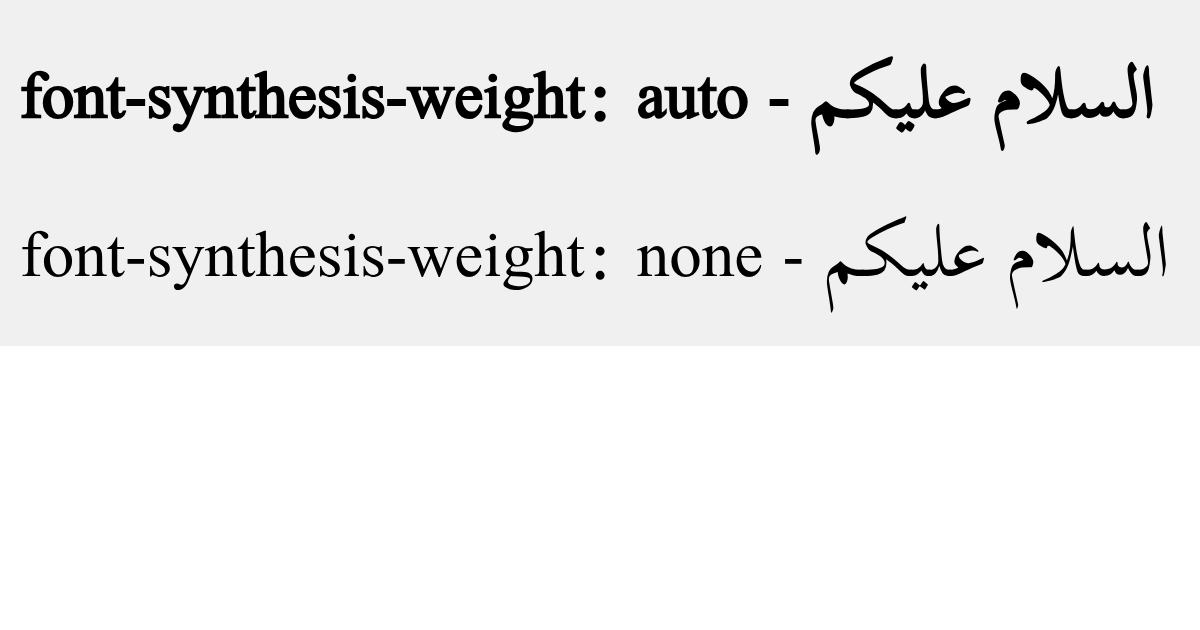 font-synthesis-weight: auto - السلام عليكم
font-synthesis-weight: none - السلام عليكم